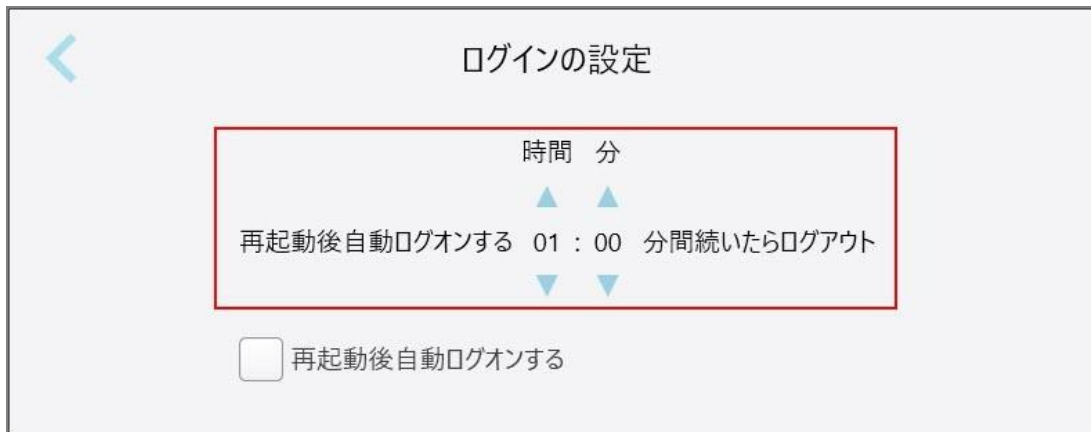 ログインの設定
時間 分
再起動後自動ログオンする 01 : 00 分間続いたらログアウト
再起動後自動ログオンする